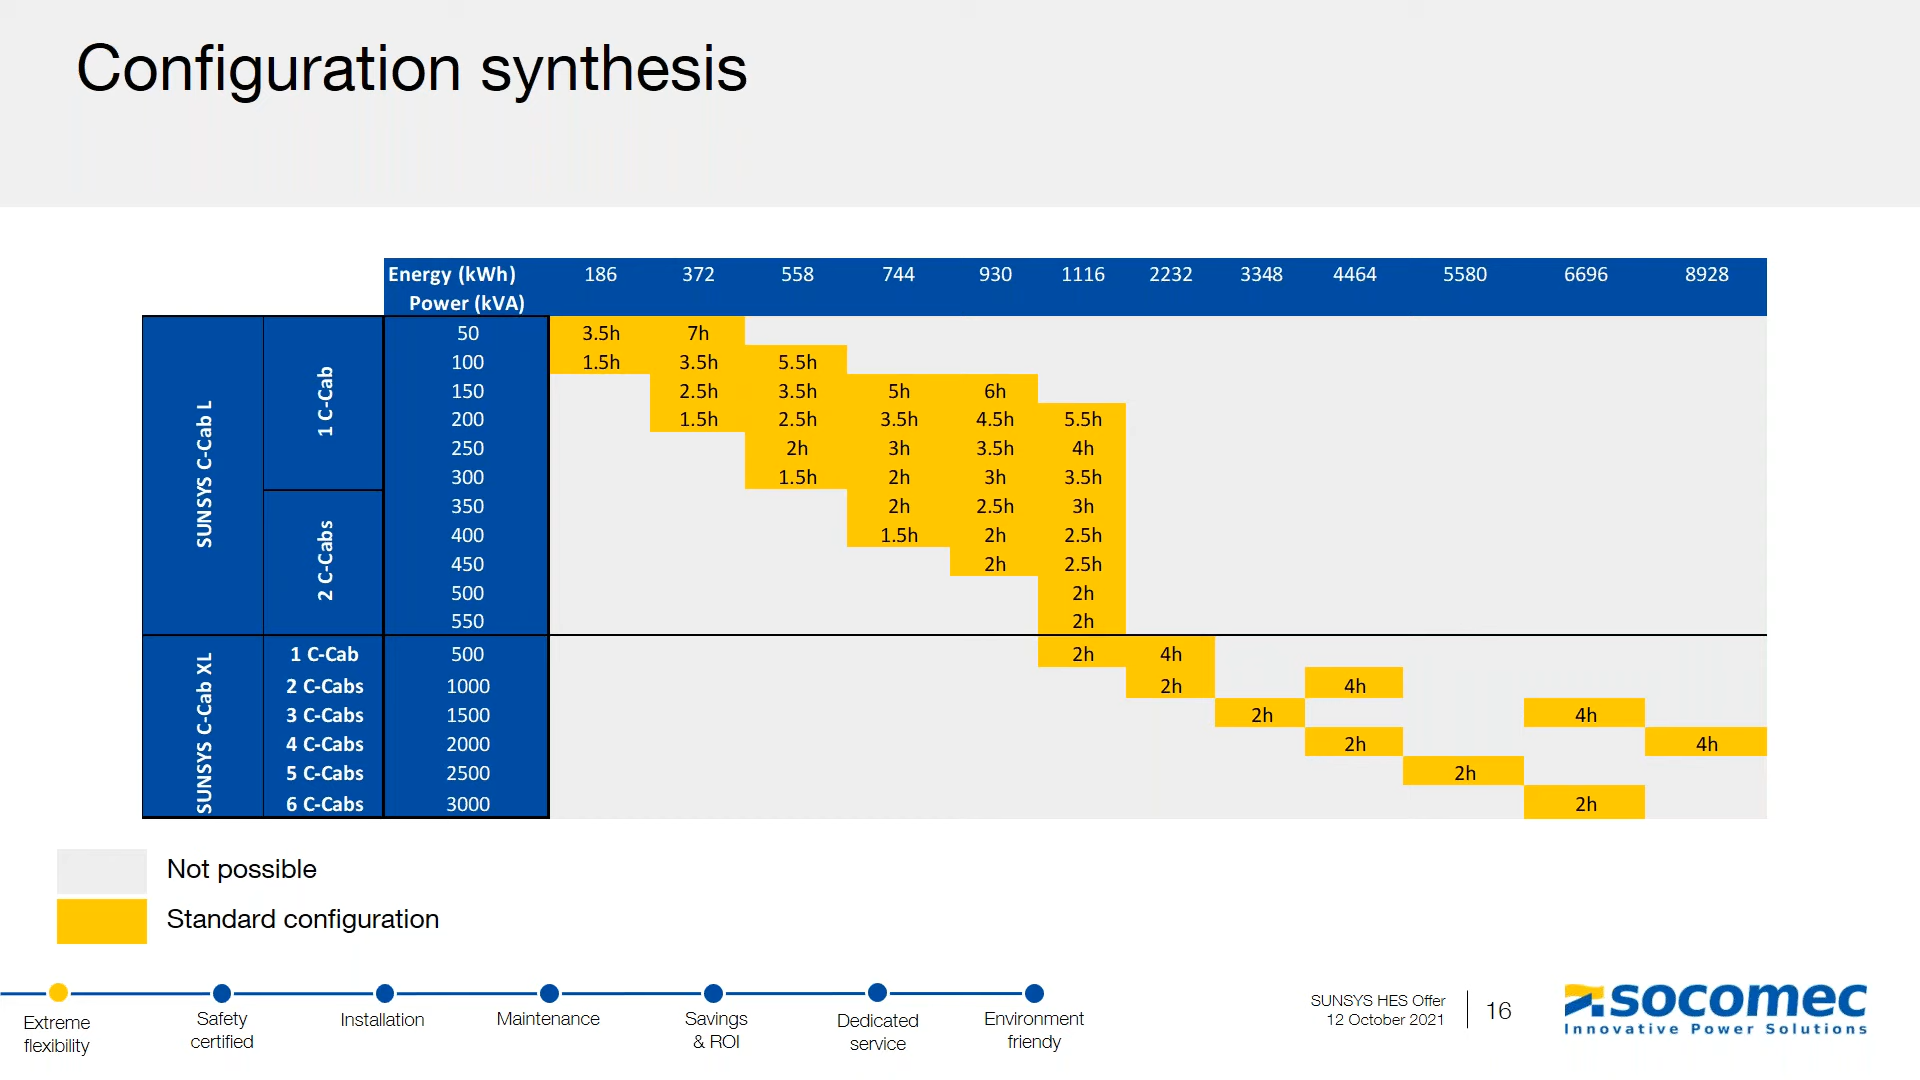 Configuration synthesis
Energy (kWh) 186 372 558 744 930 1116 2232 3348 4464 5580 6696 8928
Power (kVA)
SUNSYS C-Cab L
1 C-Cab
50 3.5h 7h
100 1.5h 3.5h 5.5h
150 2.5h 3.5h 5h 6h
200 1.5h 2.5h 3.5h 4.5h 5.5h
250 2h 3h 3.5h 4h
300 1.5h 2h 3h 3.5h
2 C-Cabs
350 2h 2.5h 3h
400 1.5h 2h 2.5h
450 2h 2.5h
500 2h
550 2h
SUNSYS C-Cab XL
1 C-Cab 500 2h 4h
2 C-Cabs 1000 2h 4h
3 C-Cabs 1500 2h 4h
4 C-Cabs 2000 2h 4h
5 C-Cabs 2500 2h
6 C-Cabs 3000 2h
Not possible
Standard configuration
Extreme
flexibility
Safety
certified
Installation
Maintenance
Savings
& ROI
Dedicated
service
Environment
friendy
SUNSYS HES Offer
12 October 2021
16
socomec
Innovative Power Solutions